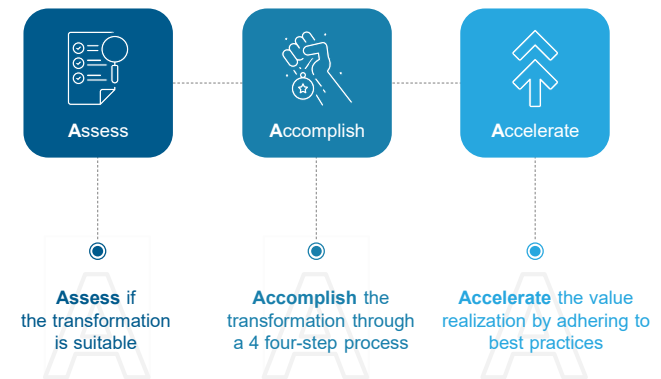 Assess
Accomplish
Accelerate
Assess if
the transformation
is suitable
Accomplish the
transformation through
a 4 four-step process
Accelerate the value
realization by adhering to
best practices
A
A
A